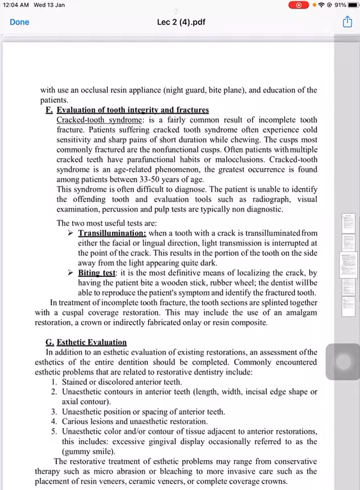 12:04 AM Wed 13 Jan
91%
Done
Lec 2 (4).pdf
with use an occlusal resin appliance (night guard, bite plane), and education of the
patients.
F. Evaluation of tooth integrity and fractures
Cracked-tooth syndrome: is a fairly common result of incomplete tooth
fracture. Patients suffering cracked tooth syndrome often experience cold
sensitivity and sharp pains of short duration while chewing. The cusps most
commonly fractured are the nonfunctional cusps. Often patients with multiple
cracked teeth have parafunctional habits or malocclusions. Cracked-tooth
syndrome is an age-related phenomenon, the greatest occurrence is found
among patients between 33-50 years of age.
This syndrome is often difficult to diagnose. The patient is unable to identify
the offending tooth and evaluation tools such as radiograph, visual
examination, percussion and pulp tests are typically non diagnostic.
The two most useful tests are:
➤ Transillumination: when a tooth with a crack is transilluminated from
either the facial or lingual direction, light transmission is interrupted at
the point of the crack. This results in the portion of the tooth on the side
away from the light appearing quite dark.
➤ Biting test: it is the most definitive means of localizing the crack, by
having the patient bite a wooden stick, rubber wheel; the dentist will be
able to reproduce the patient's symptom and identify the fractured tooth.
In treatment of incomplete tooth fracture, the tooth sections are splinted together
with a cuspal coverage restoration. This may include the use of an amalgam
restoration, a crown or indirectly fabricated onlay or resin composite.
G. Esthetic Evaluation
In addition to an esthetic evaluation of existing restorations, an assessment of the
esthetics of the entire dentition should be completed. Commonly encountered
esthetic problems that are related to restorative dentistry include:
1. Stained or discolored anterior teeth.
2. Unaesthetic contours in anterior teeth (length, width, incisal edge shape or
axial contour).
3. Unaesthetic position or spacing of anterior teeth.
4. Carious lesions and unaesthetic restoration.
5. Unaesthetic color and/or contour of tissue adjacent to anterior restorations,
this includes: excessive gingival display occasionally referred to as the
(gummy smile).
The restorative treatment of esthetic problems may range from conservative
therapy such as micro abrasion or bleaching to more invasive care such as the
placement of resin veneers, ceramic veneers, or complete coverage crowns.